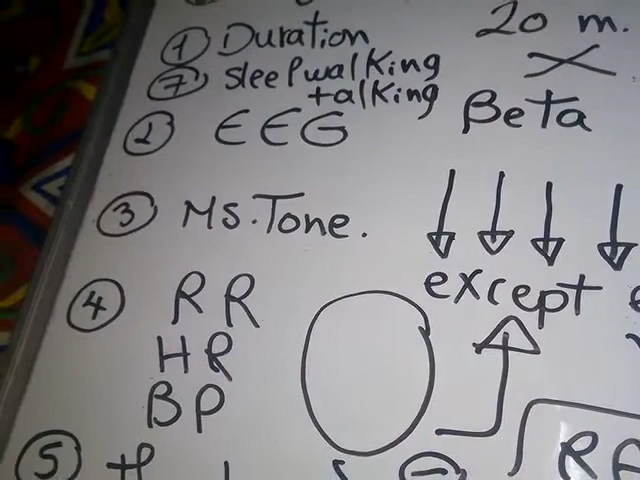 ① Duration 20 m.
⑦ sleepwalking X
talking
② EEG Beta
③ Ms. Tone. ↓ ↓ ↓ ↓
④ RR except
HR
BP
⑤